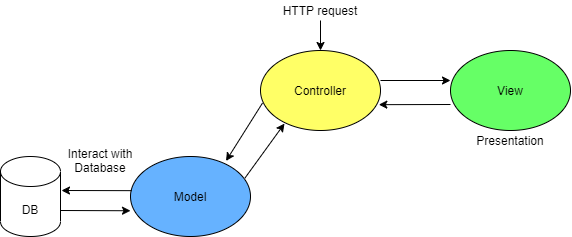 HTTP request
Controller
View
Presentation
Interact with
Database
Model
DB